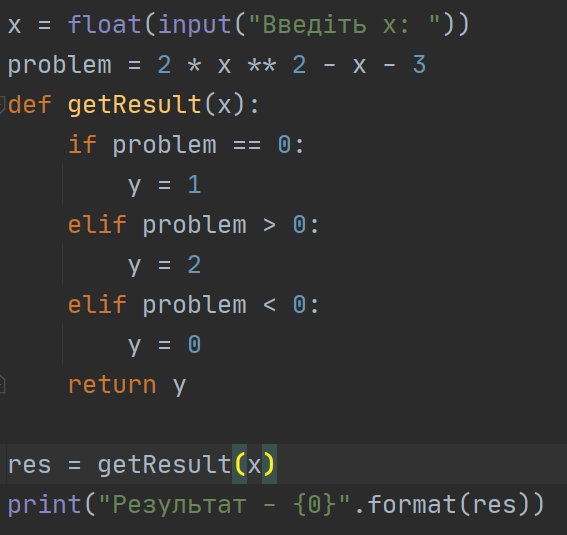 x = float(input("Введіть x: "))
problem = 2 * x ** 2 - x - 3
def getResult(x):
    if problem == 0:
        y = 1
    elif problem > 0:
        y = 2
    elif problem < 0:
        y = 0
    return y

res = getResult(x)
print("Результат - {0}".format(res))